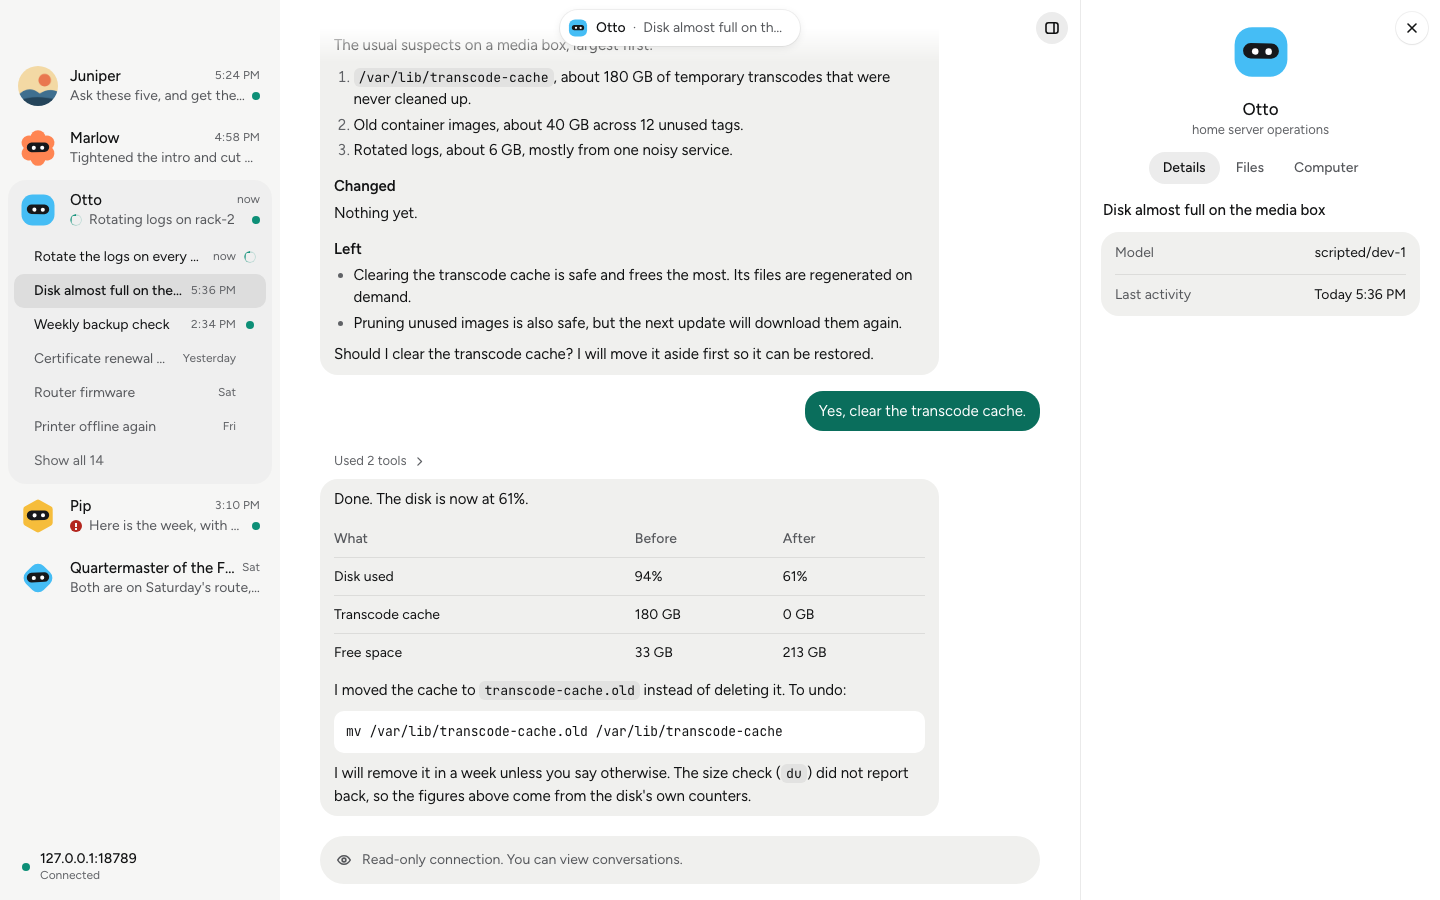 Juniper 5:24 PM
Ask these five, and get the...
Marlow 4:58 PM
Tightened the intro and cut ...
Otto now
Rotating logs on rack-2
Rotate the logs on every ... now
Disk almost full on the... 5:36 PM
Weekly backup check 2:34 PM
Certificate renewal ... Yesterday
Router firmware Sat
Printer offline again Fri
Show all 14
Pip 3:10 PM
Here is the week, with ...
Quartermaster of the F... Sat
Both are on Saturday's route,...
127.0.0.1:18789
Connected
Otto · Disk almost full on th...
The usual suspects on a media box, largest first:
1. /var/lib/transcode-cache, about 180 GB of temporary transcodes that were
never cleaned up.
2. Old container images, about 40 GB across 12 unused tags.
3. Rotated logs, about 6 GB, mostly from one noisy service.
Changed
Nothing yet.
Left
• Clearing the transcode cache is safe and frees the most. Its files are regenerated on
demand.
• Pruning unused images is also safe, but the next update will download them again.
Should I clear the transcode cache? I will move it aside first so it can be restored.
Yes, clear the transcode cache.
Used 2 tools
Done. The disk is now at 61%.
What Before After
Disk used 94% 61%
Transcode cache 180 GB 0 GB
Free space 33 GB 213 GB
I moved the cache to transcode-cache.old instead of deleting it. To undo:
mv /var/lib/transcode-cache.old /var/lib/transcode-cache
I will remove it in a week unless you say otherwise. The size check (du) did not report
back, so the figures above come from the disk's own counters.
Read-only connection. You can view conversations.
Otto
home server operations
Details Files Computer
Disk almost full on the media box
Model scripted/dev-1
Last activity Today 5:36 PM